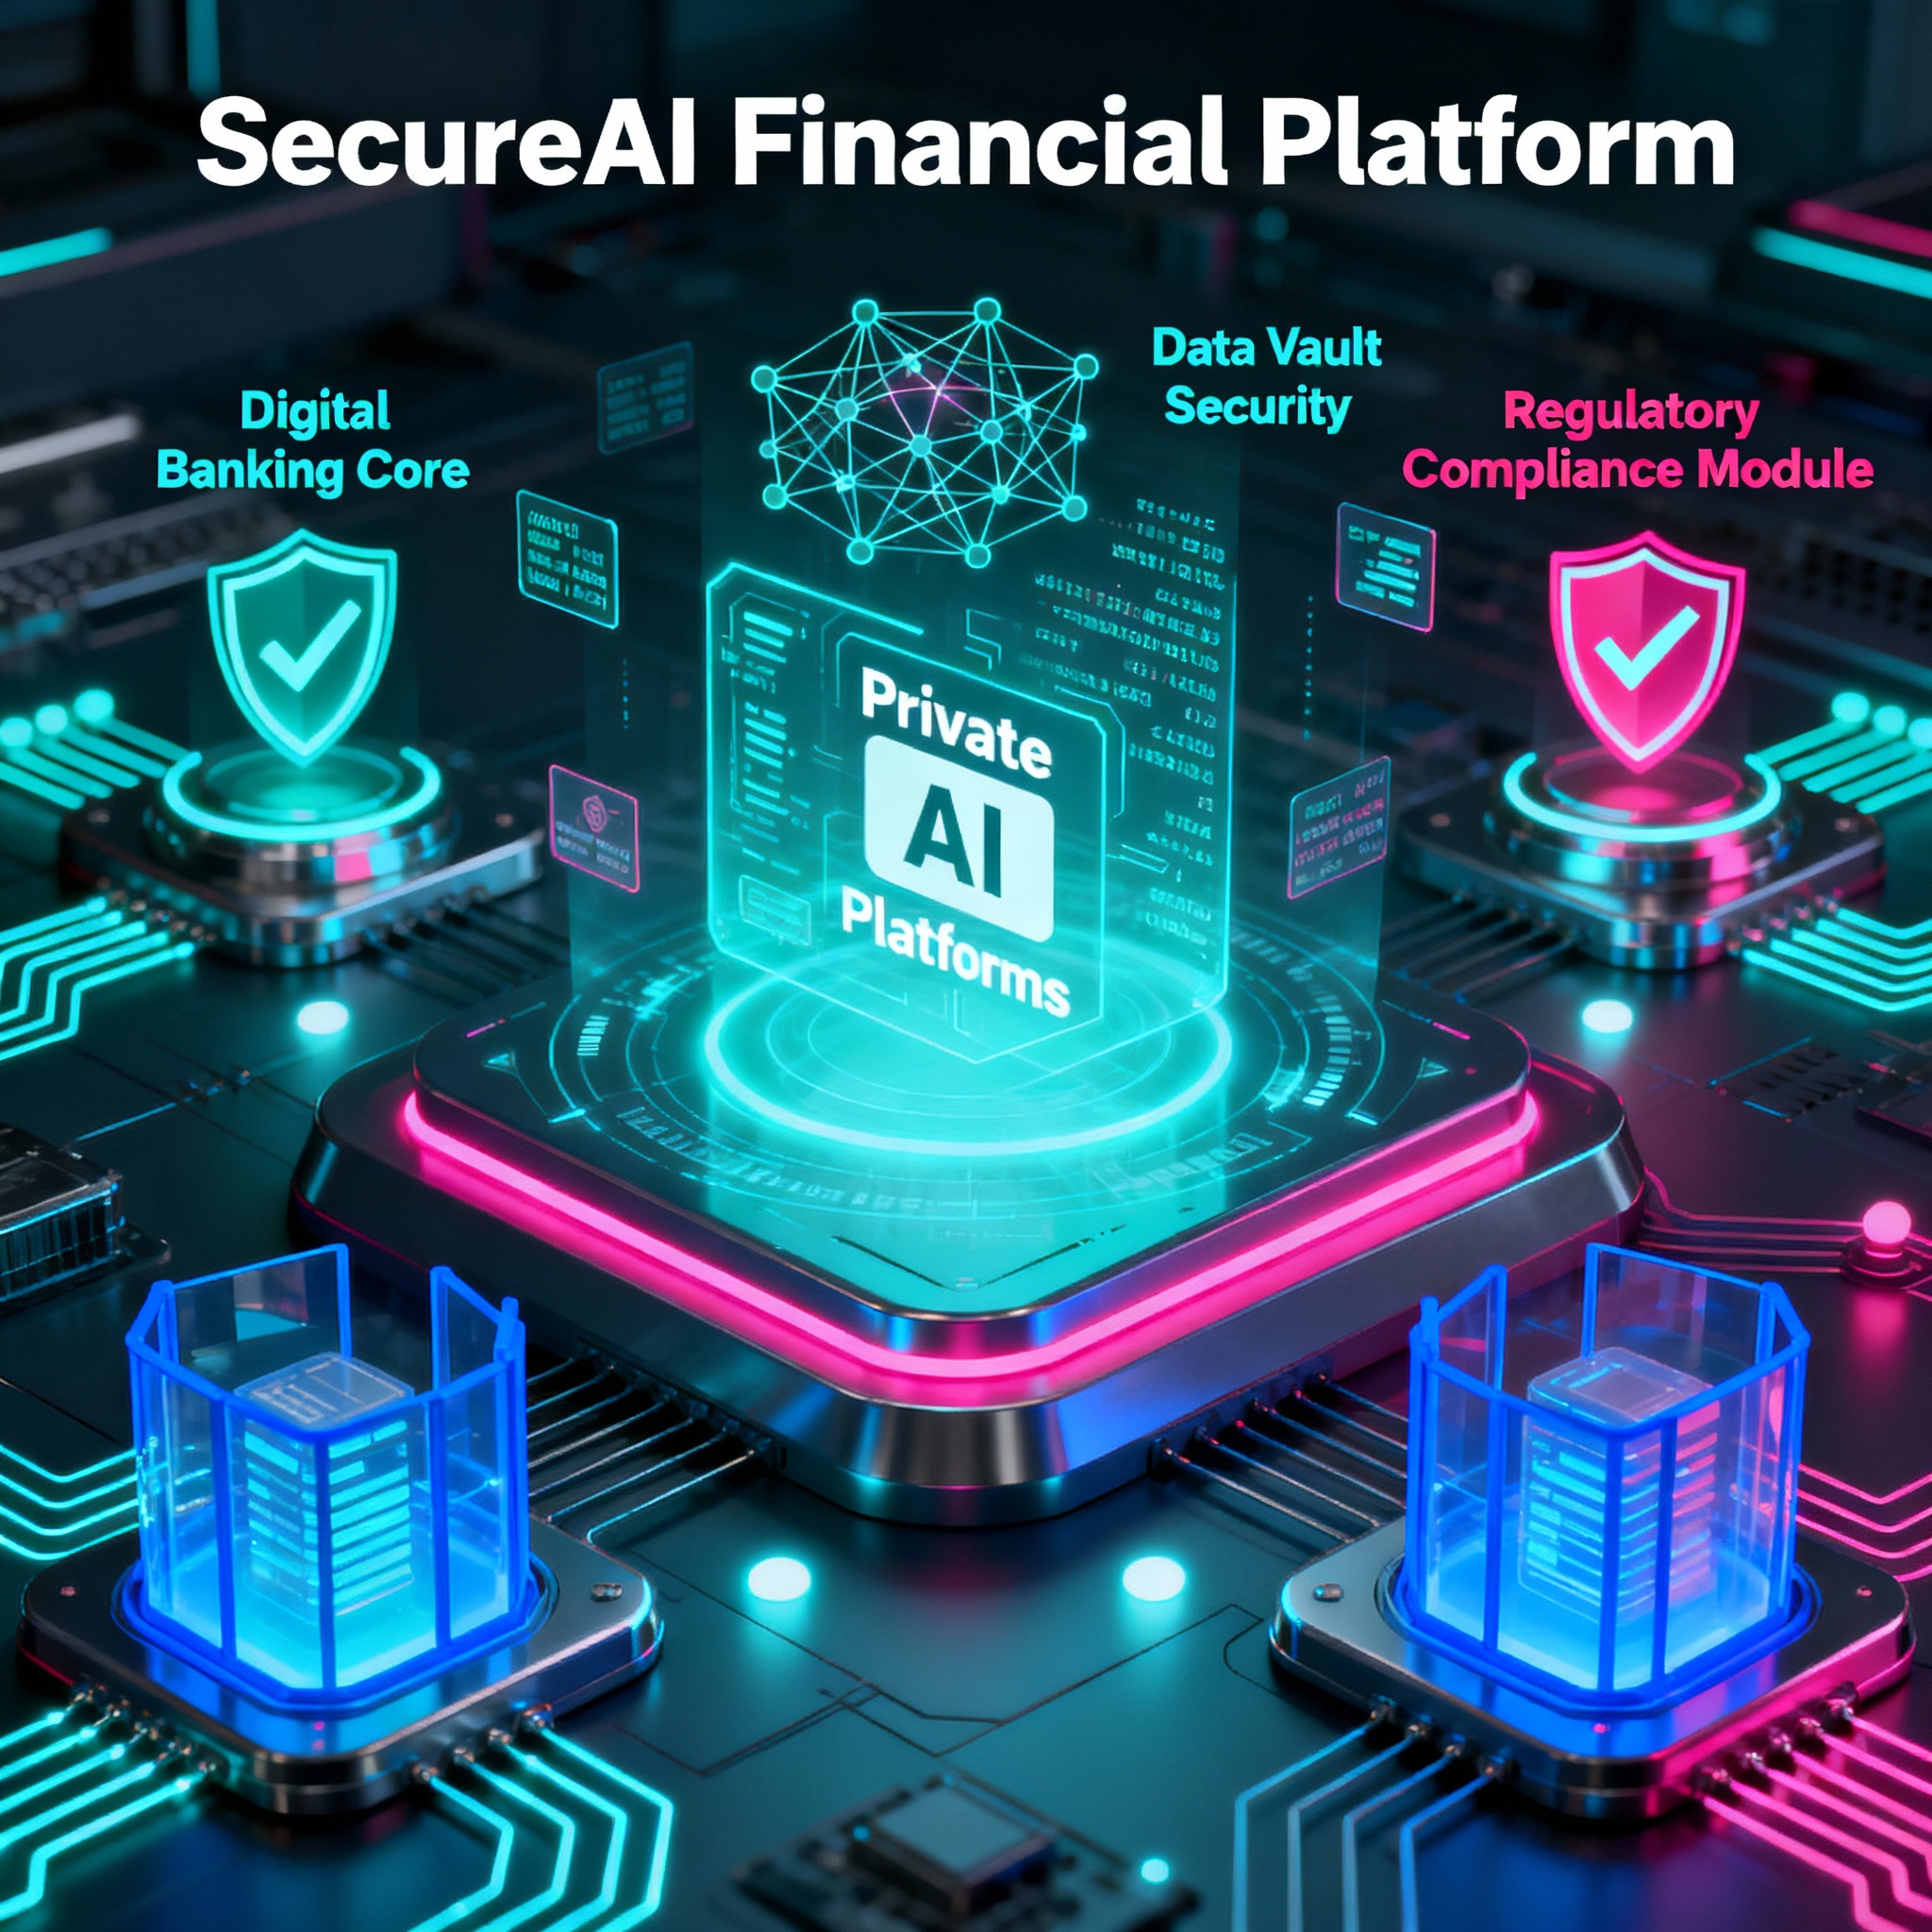 SecureAI Financial Platform
Data Vault
Security
Digital
Banking Core
Regulatory
Compliance Module
Private
AI
Platforms